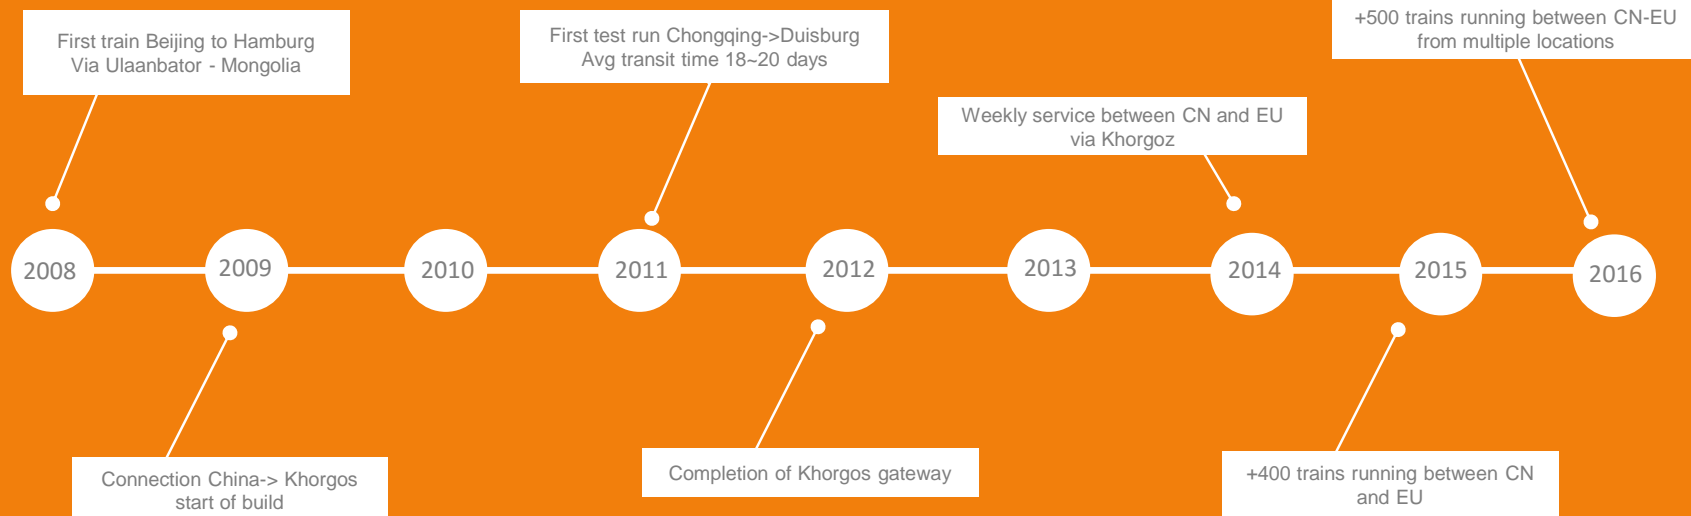 First train Beijing to Hamburg
Via Ulaanbator - Mongolia
First test run Chongqing->Duisburg
Avg transit time 18~20 days
Weekly service between CN and EU
via Khorgoz
+500 trains running between CN-EU
from multiple locations
2008
2009
2010
2011
2012
2013
2014
2015
2016
Connection China-> Khorgos
start of build
Completion of Khorgos gateway
+400 trains running between CN
and EU